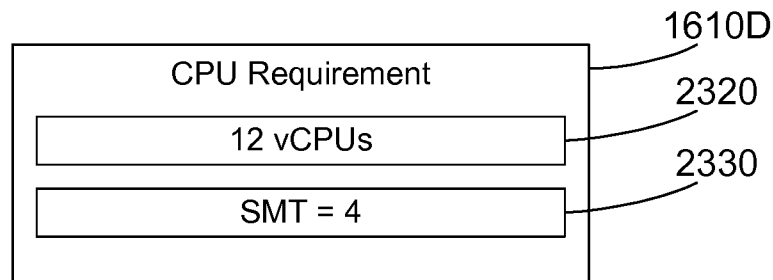 1610D
CPU Requirement
2320
12 vCPUs
2330
SMT = 4